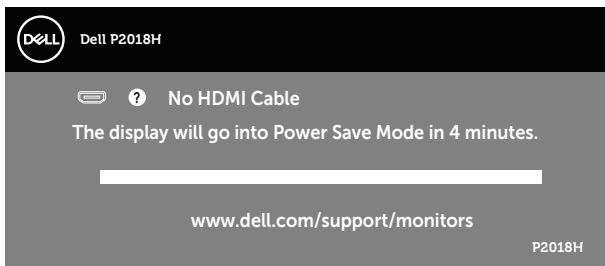 DELL
Dell P2018H
? No HDMI Cable
The display will go into Power Save Mode in 4 minutes.
www.dell.com/support/monitors
P2018H